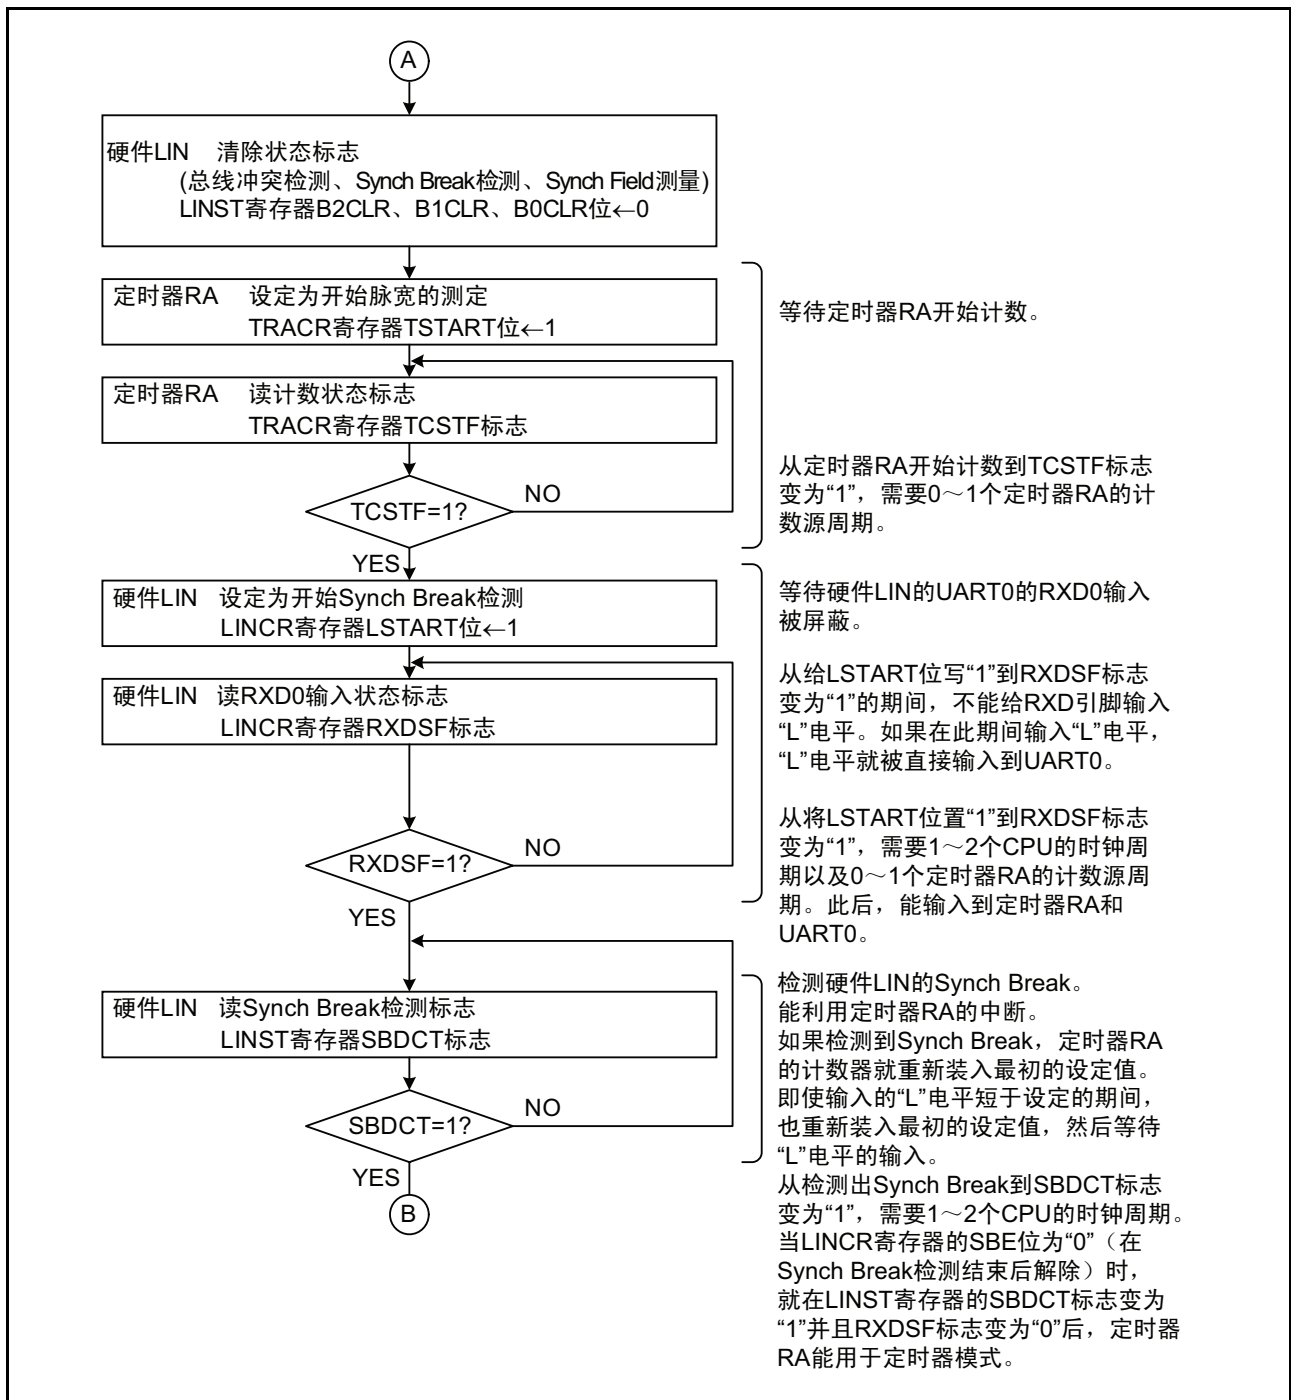 A
硬件LIN 清除状态标志
(总线冲突检测、Synch Break检测、Synch Field测量)
LINST寄存器B2CLR、B1CLR、B0CLR位←0
定时器RA 设定为开始脉宽的测定
TRACR寄存器TSTART位←1
等待定时器RA开始计数。
定时器RA 读计数状态标志
TRACR寄存器TCSTF标志
TCSTF=1?
NO
YES
从定时器RA开始计数到TCSTF标志
变为“1”，需要0～1个定时器RA的计
数源周期。
硬件LIN 设定为开始Synch Break检测
LINCR寄存器LSTART位←1
等待硬件LIN的UART0的RXD0输入
被屏蔽。
硬件LIN 读RXD0输入状态标志
LINCR寄存器RXDSF标志
从给LSTART位写“1”到RXDSF标志
变为“1”的期间，不能给RXD引脚输入
“L”电平。如果在此期间输入“L”电平，
“L”电平就被直接输入到UART0。
RXDSF=1?
NO
YES
从将LSTART位置“1”到RXDSF标志
变为“1”，需要1～2个CPU的时钟周
期以及0～1个定时器RA的计数源周
期。此后，能输入到定时器RA和
UART0。
硬件LIN 读Synch Break检测标志
LINST寄存器SBDCT标志
SBDCT=1?
NO
YES
B
检测硬件LIN的Synch Break。
能利用定时器RA的中断。
如果检测到Synch Break，定时器RA
的计数器就重新装入最初的设定值。
即使输入的“L”电平短于设定的期间，
也重新装入最初的设定值，然后等待
“L”电平的输入。
从检测出Synch Break到SBDCT标志
变为“1”，需要1～2个CPU的时钟周期。
当LINCR寄存器的SBE位为“0”（在
Synch Break检测结束后解除）时，
就在LINST寄存器的SBDCT标志变为
“1”并且RXDSF标志变为“0”后，定时器
RA能用于定时器模式。